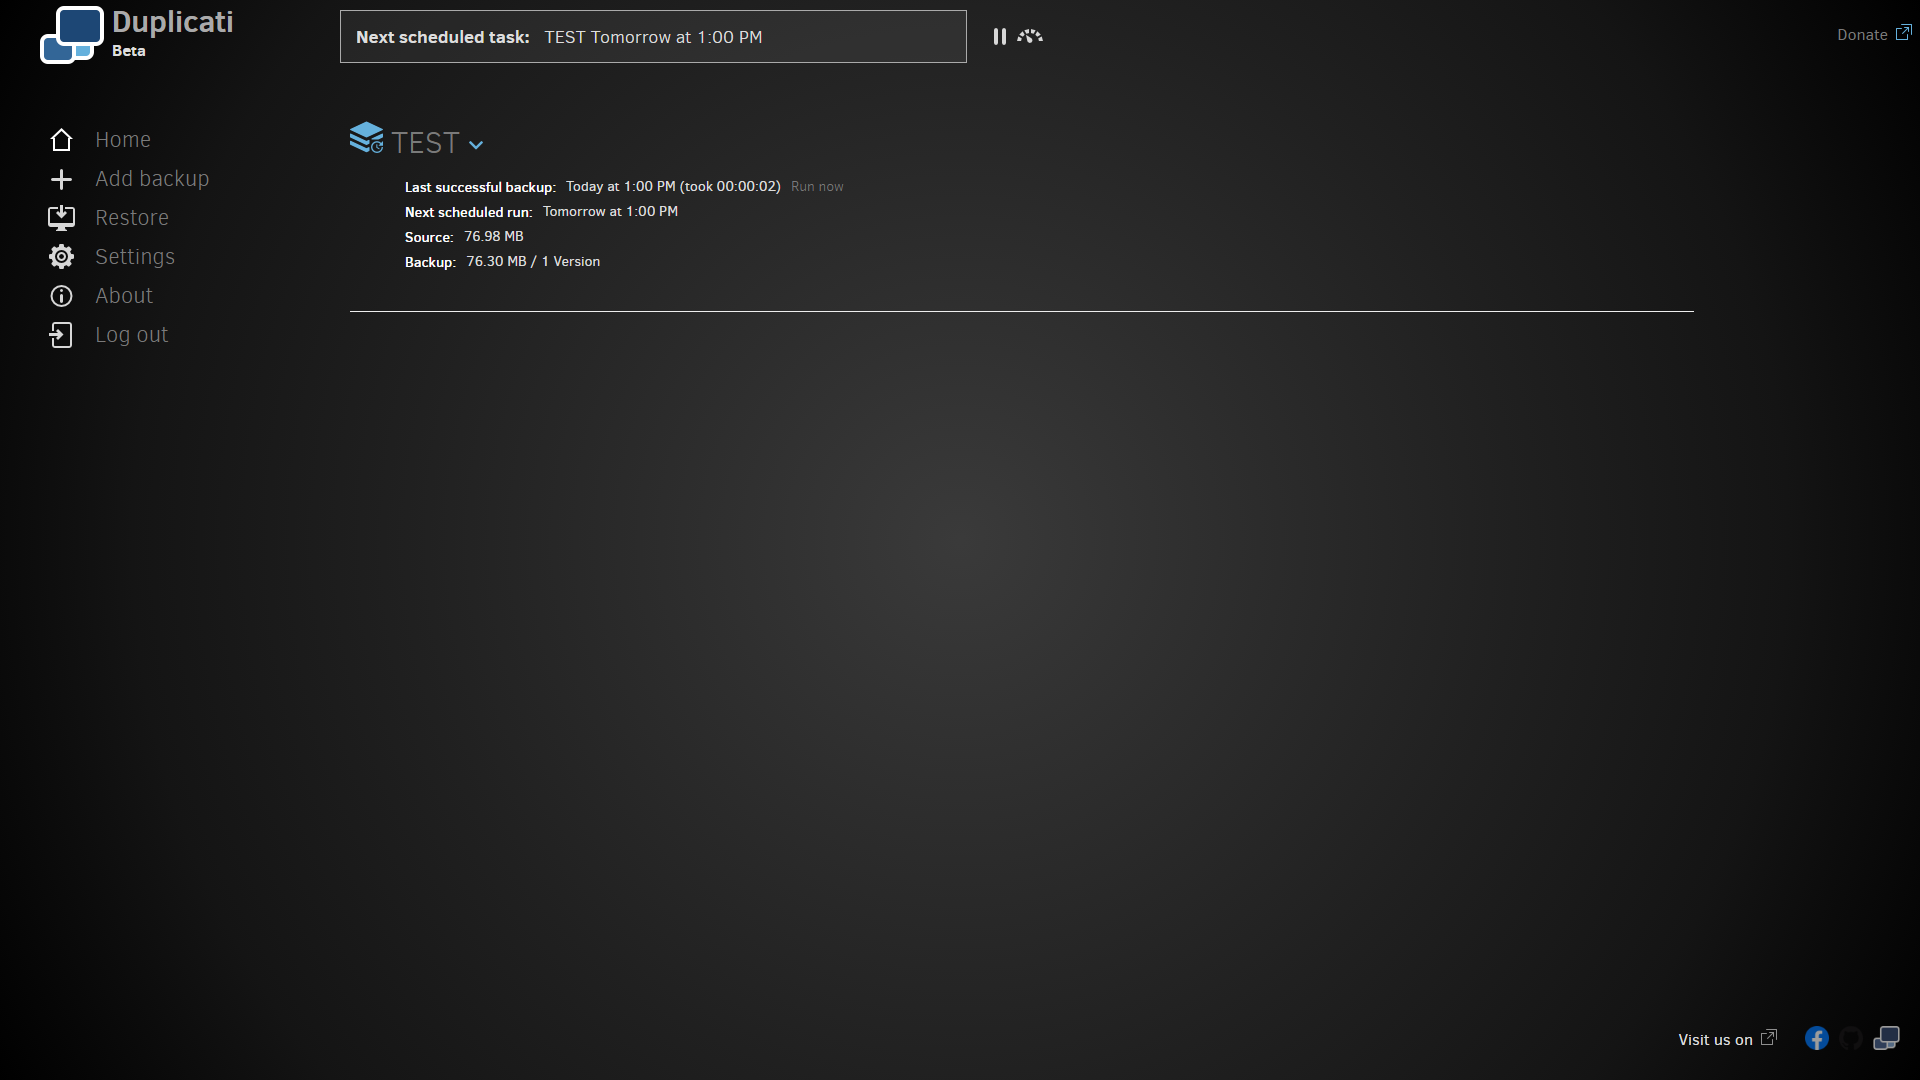 Duplicati
Beta
Next scheduled task: TEST Tomorrow at 1:00 PM
Donate
Home
Add backup
Restore
Settings
About
Log out
TEST
Last successful backup: Today at 1:00 PM (took 00:00:02) Run now
Next scheduled run: Tomorrow at 1:00 PM
Source: 76.98 MB
Backup: 76.30 MB / 1 Version
Visit us on